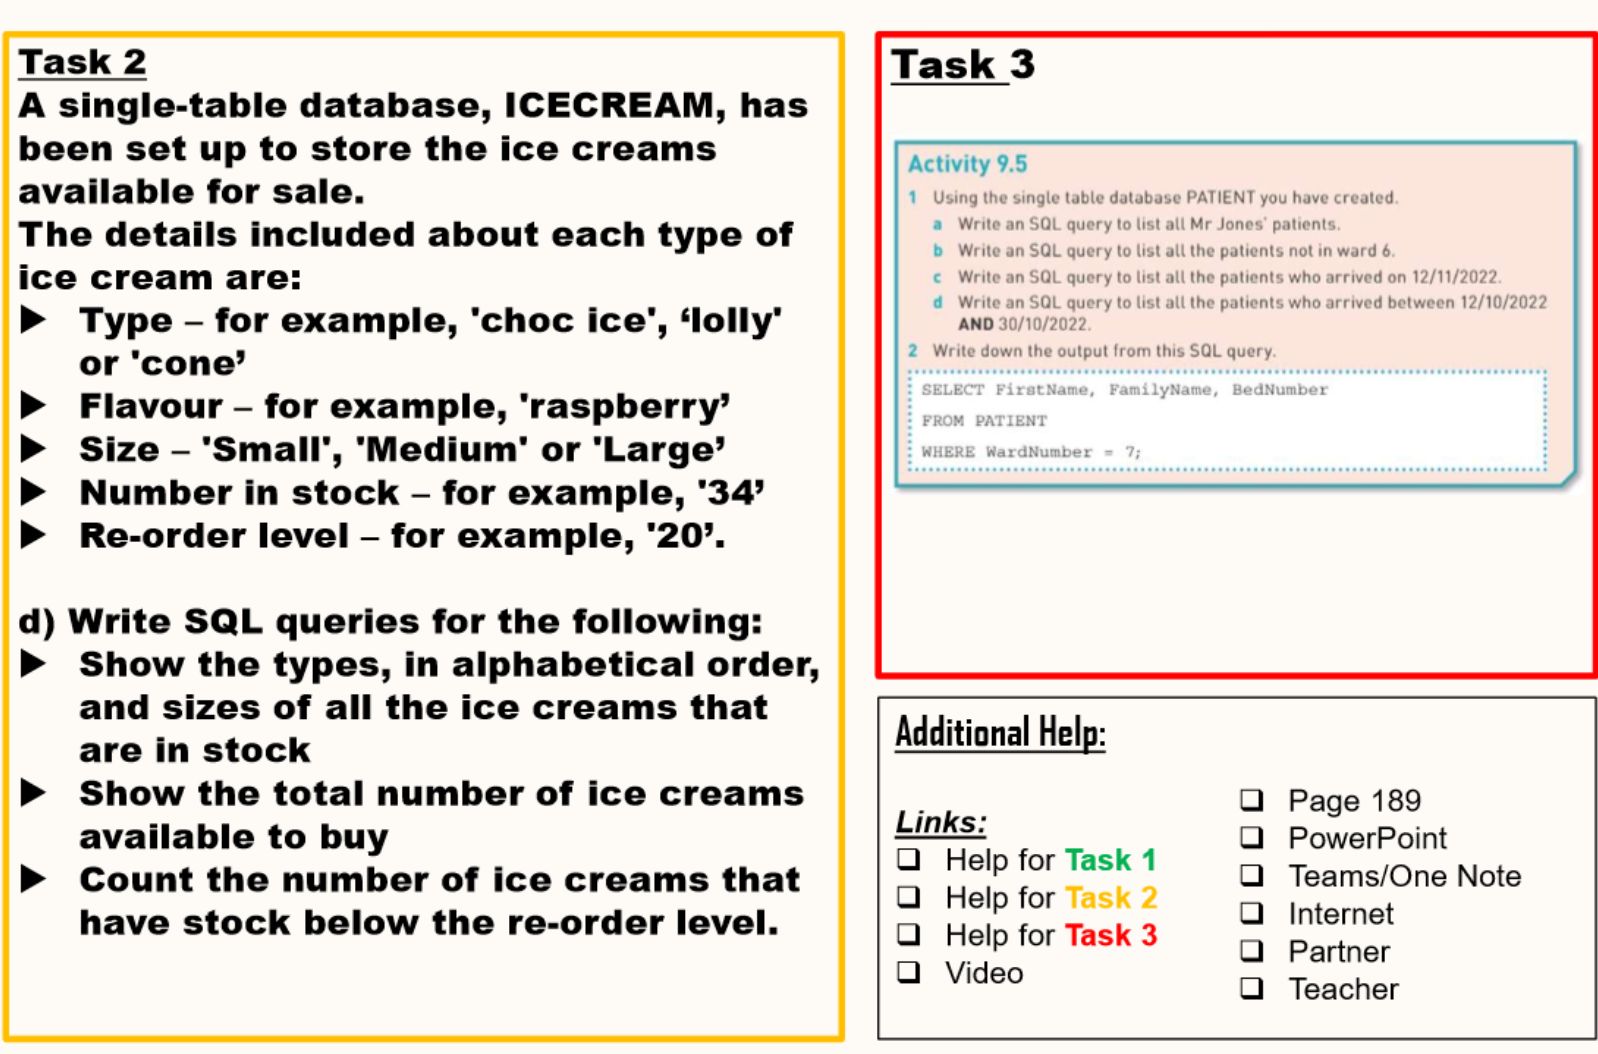 Task 2
A single-table database, ICECREAM, has
been set up to store the ice creams
available for sale.
The details included about each type of
ice cream are:
▶ Type – for example, 'choc ice', ‘lolly'
or 'cone’
▶ Flavour – for example, 'raspberry’
▶ Size – 'Small', 'Medium' or 'Large’
▶ Number in stock – for example, '34’
▶ Re-order level – for example, '20’.
d) Write SQL queries for the following:
▶ Show the types, in alphabetical order,
and sizes of all the ice creams that
are in stock
▶ Show the total number of ice creams
available to buy
▶ Count the number of ice creams that
have stock below the re-order level.
Task 3
Activity 9.5
1 Using the single table database PATIENT you have created.
a Write an SQL query to list all Mr Jones' patients.
b Write an SQL query to list all the patients not in ward 6.
c Write an SQL query to list all the patients who arrived on 12/11/2022.
d Write an SQL query to list all the patients who arrived between 12/10/2022
AND 30/10/2022.
2 Write down the output from this SQL query.
SELECT FirstName, FamilyName, BedNumber
FROM PATIENT
WHERE WardNumber = 7;
Additional Help:
Links:
❑ Help for Task 1
❑ Help for Task 2
❑ Help for Task 3
❑ Video
❑ Page 189
❑ PowerPoint
❑ Teams/One Note
❑ Internet
❑ Partner
❑ Teacher